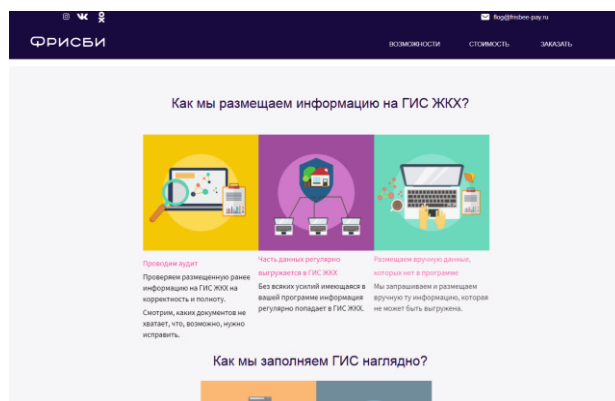 flog@frisbee-pay.ru
ФРИСБИ
ВОЗМОЖНОСТИ СТОИМОСТЬ ЗАКАЗАТЬ
Как мы размещаем информацию на ГИС ЖКХ?
Проводим аудит
Проверяем размещенную ранее
информацию на ГИС ЖКХ на
корректность и полноту.
Смотрим, каких документов не
хватает, что, возможно, нужно
исправить.
Часть данных регулярно
выгружается в ГИС ЖКХ
Без всяких усилий имеющаяся в
вашей программе информация
регулярно попадает в ГИС ЖКХ.
Размещаем вручную данные,
которых нет в программе
Мы запрашиваем и размещаем
вручную ту информацию, которая
не может быть выгружена.
Как мы заполняем ГИС наглядно?